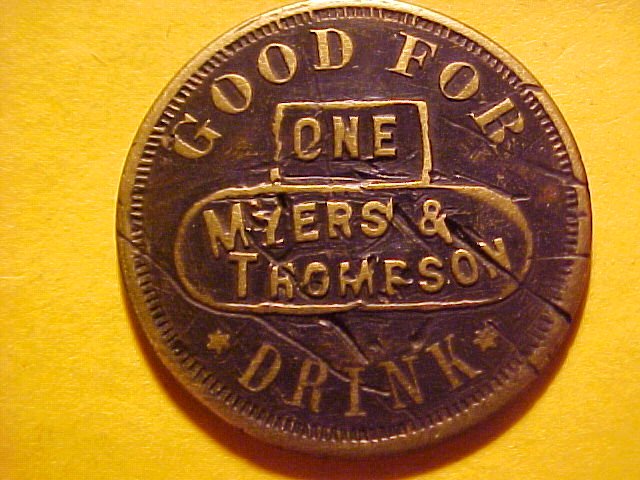 GOOD FOR
ONE
MYERS &
THOMPSON
DRINK